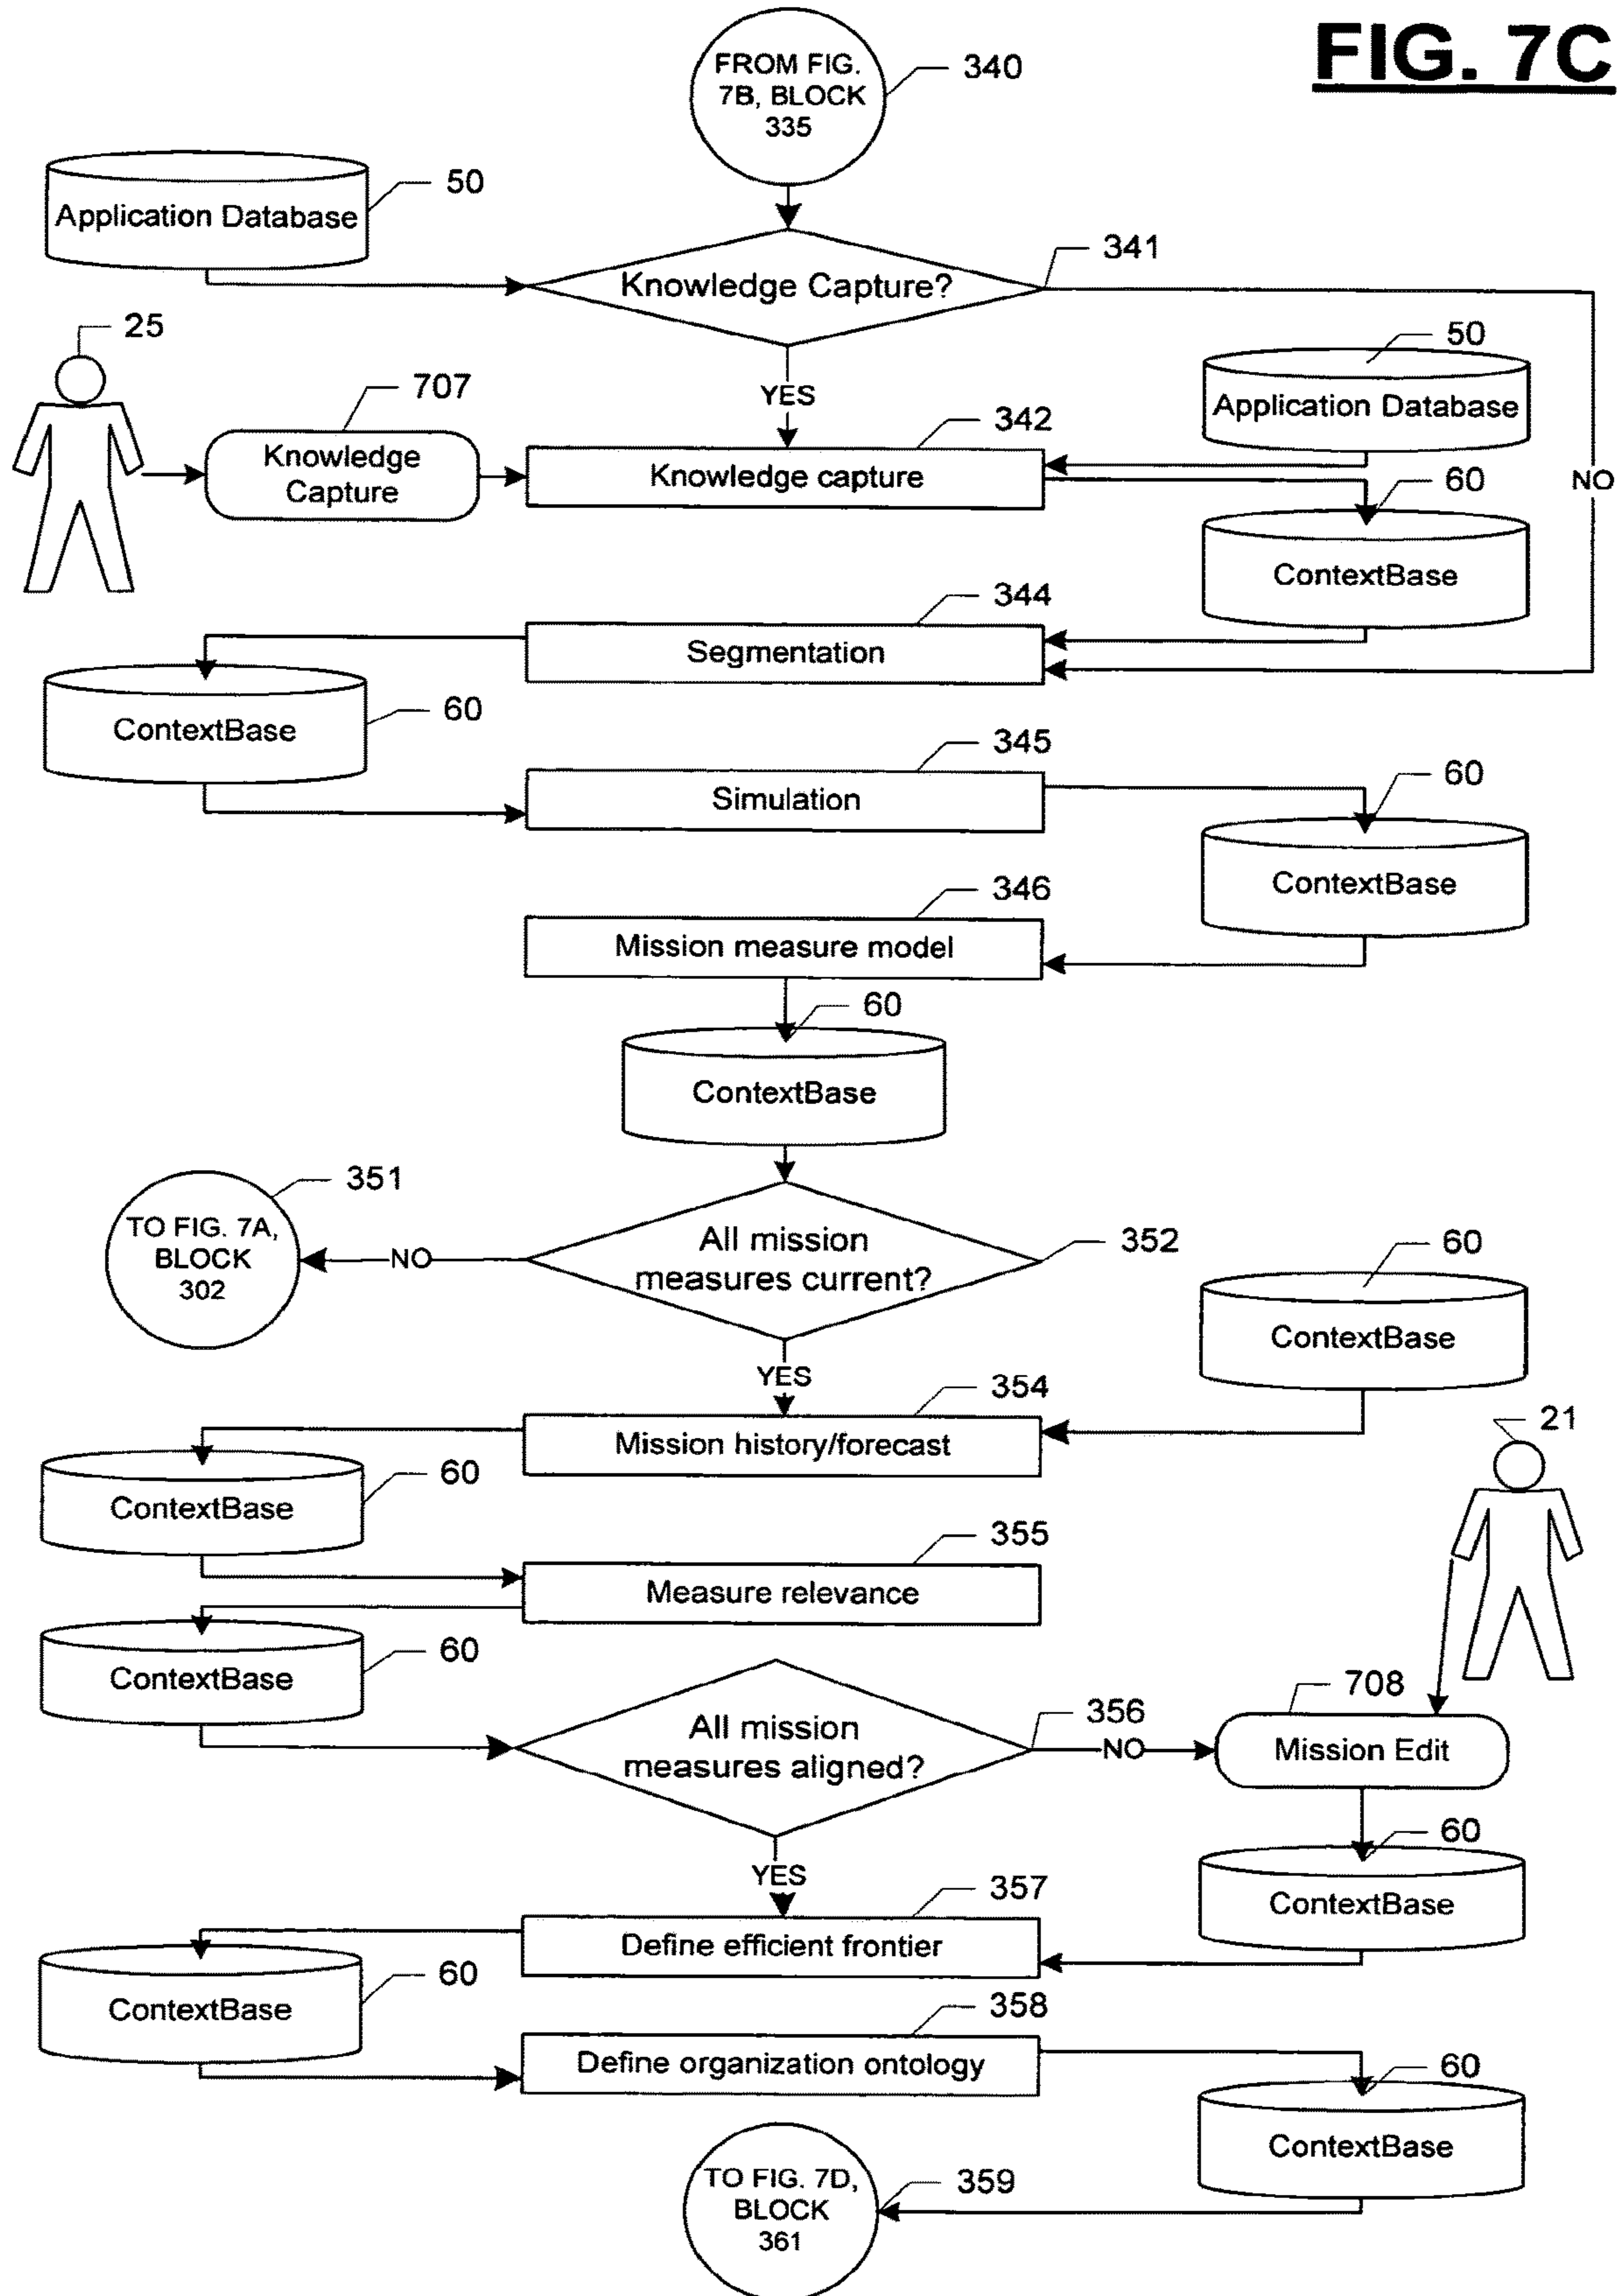 FIG. 7C
FROM FIG.
7B, BLOCK
335
340
50
Application Database
341
Knowledge Capture?
25
707
YES
50
Application Database
342
Knowledge
Capture
Knowledge capture
60
NO
ContextBase
344
Segmentation
60
ContextBase
345
Simulation
60
ContextBase
346
Mission measure model
60
ContextBase
351
TO FIG. 7A,
BLOCK
302
NO
All mission
measures current?
352
60
ContextBase
YES
354
Mission history/forecast
21
60
ContextBase
355
Measure relevance
60
ContextBase
All mission
measures aligned?
356
NO
708
Mission Edit
YES
60
ContextBase
357
Define efficient frontier
60
ContextBase
358
Define organization ontology
60
ContextBase
TO FIG. 7D,
BLOCK
361
359